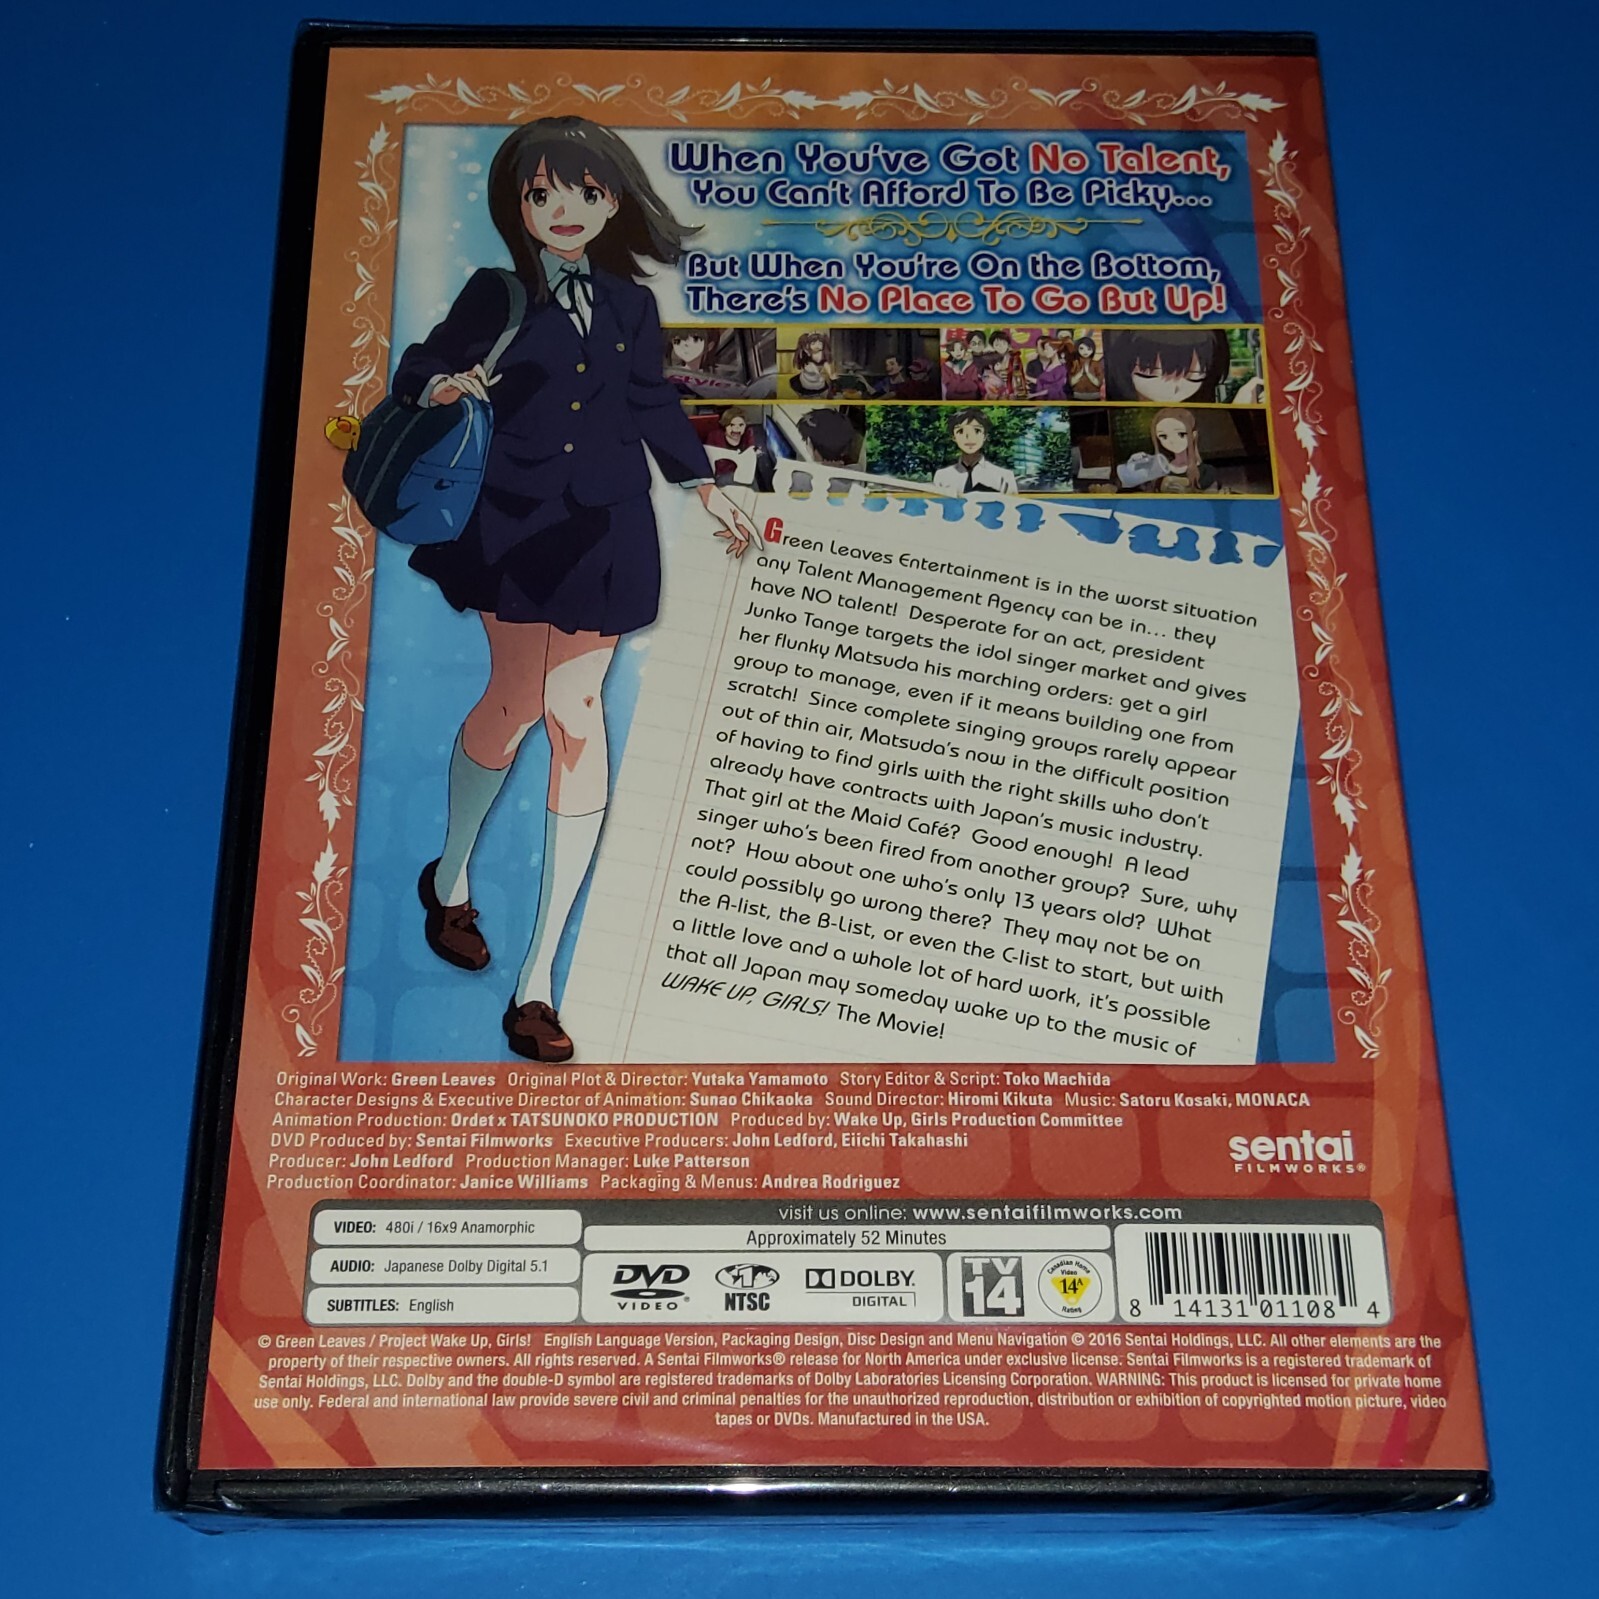 When You've Got No Talent,
You Can't Afford To Be Picky...
But When You're On the Bottom,
There's No Place To Go But Up!
Style
Green Leaves Entertainment is in the worst situation
any Talent Management Agency can be in... they
have NO talent! Desperate for an act, president
Junko Tange targets the idol singer market and gives
her flunky Matsuda his marching orders: get a girl
group to manage, even if it means building one from
scratch! Since complete singing groups rarely appear
out of thin air, Matsuda's now in the difficult position
of having to find girls with the right skills who don't
already have contracts with Japan's music industry.
That girl at the Maid Café? Good enough! A lead
singer who's been fired from another group? Sure, why
not? How about one who's only 13 years old? What
could possibly go wrong there? They may not be on
the A-list, the B-List, or even the C-list to start, but with
a little love and a whole lot of hard work, it's possible
that all Japan may someday wake up to the music of
WAKE UP, GIRLS! The Movie!
Original Work: Green Leaves Original Plot & Director: Yutaka Yamamoto Story Editor & Script: Toko Machida
Character Designs & Executive Director of Animation: Sunao Chikaoka Sound Director: Hiromi Kikuta Music: Satoru Kosaki, MONACA
Animation Production: Ordet x TATSUNOKO PRODUCTION Produced by: Wake Up, Girls Production Committee
DVD Produced by: Sentai Filmworks Executive Producers: John Ledford, Eiichi Takahashi
Producer: John Ledford Production Manager: Luke Patterson
Production Coordinator: Janice Williams Packaging & Menus: Andrea Rodriguez
sentai
FILMWORKS®
visit us online: www.sentaifilmworks.com
VIDEO: 480i / 16x9 Anamorphic
AUDIO: Japanese Dolby Digital 5.1
SUBTITLES: English
Approximately 52 Minutes
DVD
VIDEO®
NTSC
DOLBY.
DIGITAL
TV
14
Canadian Home
Video
14A
Rating
8 14131 01108 4
© Green Leaves / Project Wake Up, Girls! English Language Version, Packaging Design, Disc Design and Menu Navigation © 2016 Sentai Holdings, LLC. All other elements are the
property of their respective owners. All rights reserved. A Sentai Filmworks® release for North America under exclusive license. Sentai Filmworks is a registered trademark of
Sentai Holdings, LLC. Dolby and the double-D symbol are registered trademarks of Dolby Laboratories Licensing Corporation. WARNING: This product is licensed for private home
use only. Federal and international law provide severe civil and criminal penalties for the unauthorized reproduction, distribution or exhibition of copyrighted motion picture, video
tapes or DVDs. Manufactured in the USA.